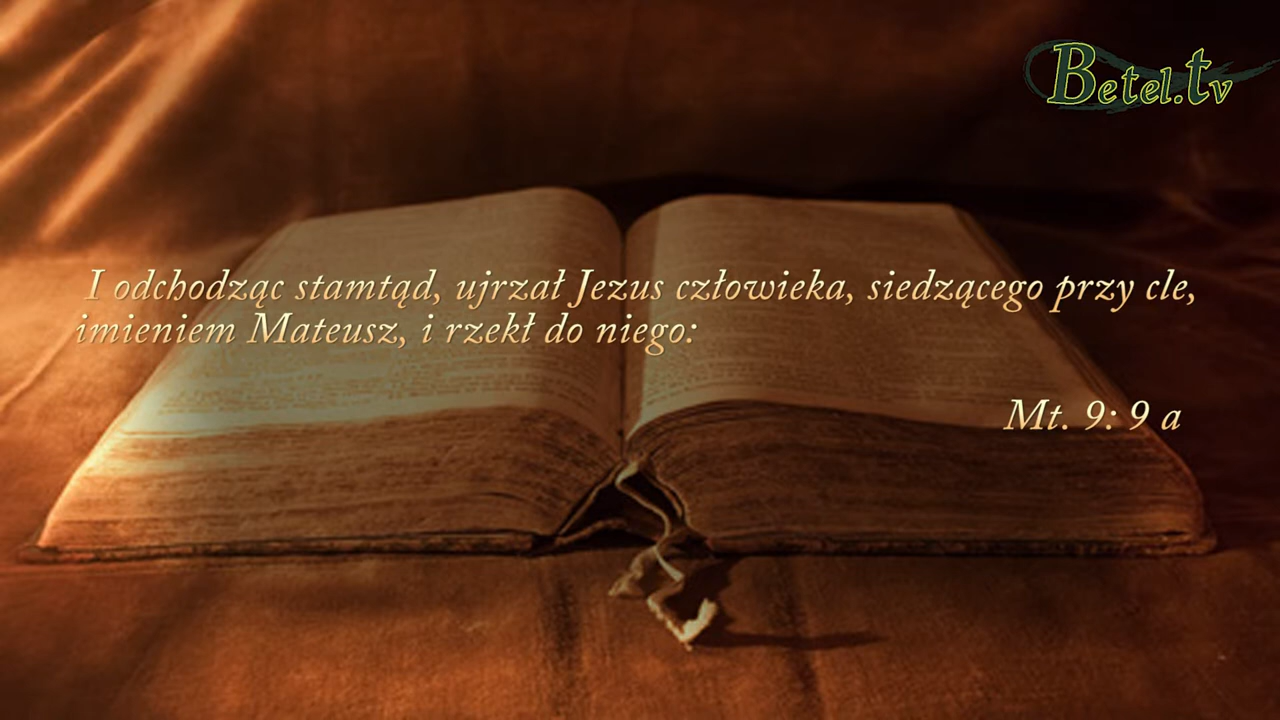 Betel.tv
I odchodząc stamtąd, ujrzał Jezus człowieka, siedzącego przy cle,
imieniem Mateusz, i rzekł do niego:
Mt. 9: 9 a